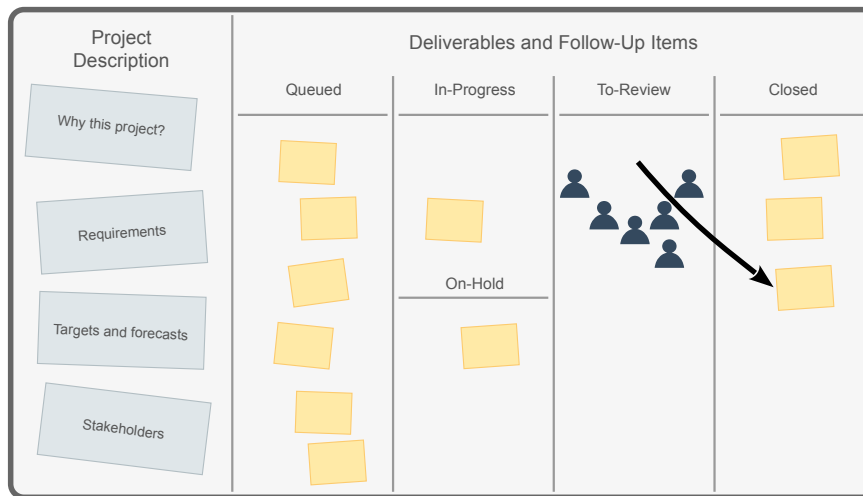 Project
Description
Why this project?
Requirements
Targets and forecasts
Stakeholders
Deliverables and Follow-Up Items
Queued
In-Progress
On-Hold
To-Review
Closed